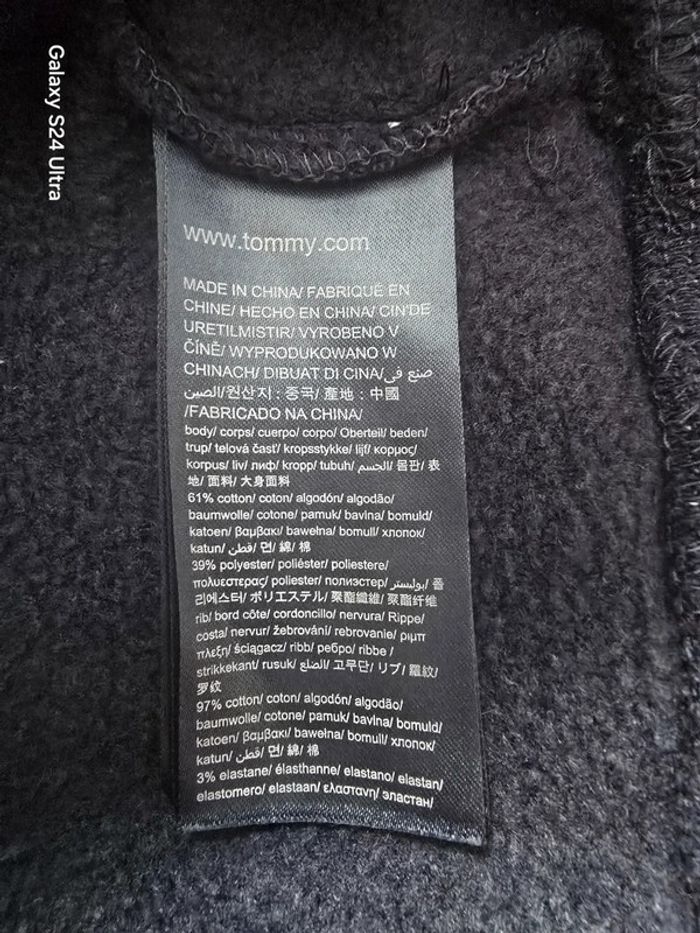 Galaxy S24 Ultra
www.tommy.com
MADE IN CHINA/ FABRIQUÉ EN
CHINE/ HECHO EN CHINA/ CIN'DE
URETILMISTIR/ VYROBENO V
ČÍNĚ/ WYPRODUKOWANO W
CHINACH/ DIBUAT DI CINA/صنع في
الصين/원산지 : 중국/ 產地 : 中國
/FABRICADO NA CHINA/
body/ corps/ cuerpo/ corpo/ Oberteil/ beden/
trup/ telová časť/ kropsstykke/ lijf/ κορμος/
korpus/ liv/ лиф/ kropp/ tubuh/ الجسم/ 몸판/ 表
地/ 面料/ 大身面料
61% cotton/ coton/ algodón/ algodão/
baumwolle/ cotone/ pamuk/ bavlna/ bomuld/
katoen/ βαμβακι/ bawełna/ bomull/ хлопок/
katun/ قطن/ 면/ 綿/ 棉
39% polyester/ poliéster/ poliestere/
πολυεστερας/ poliester/ полиэстер/ بوليستر/ 폴
리에스터/ ポリエステル/ 聚酯纖維/ 聚酯纤维
rib/ bord côte/ cordoncillo/ nervura/ Rippe/
costa/ nervur/ žebrování/ rebrovanie/ ριμπ
πλεξη/ ściągacz/ ribb/ ребро/ ribbe/
strikkekant/ rusuk/ الضلع/ 고무단/ リブ/ 羅紋/
罗纹
97% cotton/ coton/ algodón/ algodão/
baumwolle/ cotone/ pamuk/ bavlna/ bomuld/
katoen/ βαμβακι/ bawełna/ bomull/ хлопок/
katun/ قطن/ 면/ 綿/ 棉
3% elastane/ élasthanne/ elastano/ elastan/
elastomero/ elastaan/ ελαστανη/ эластан/